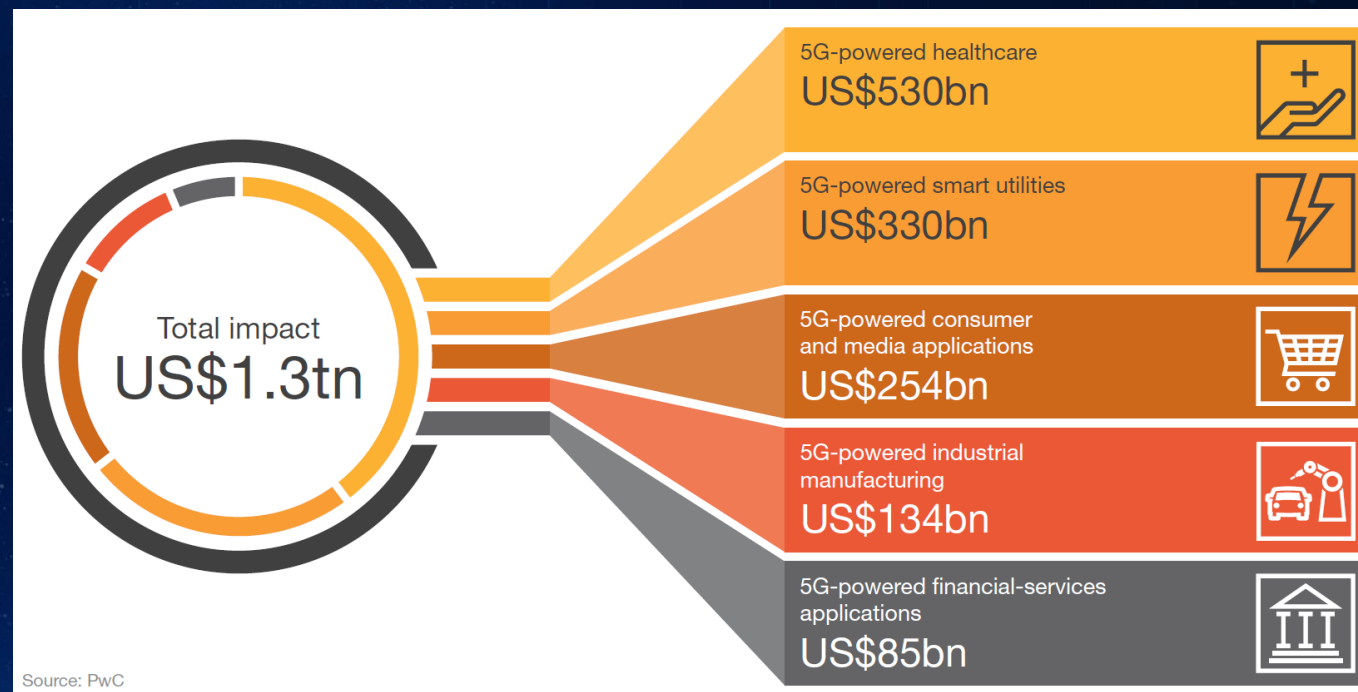 Total impact
US$1.3tn
5G-powered healthcare
US$530bn
5G-powered smart utilities
US$330bn
5G-powered consumer
and media applications
US$254bn
5G-powered industrial
manufacturing
US$134bn
5G-powered financial-services
applications
US$85bn
Source: PwC